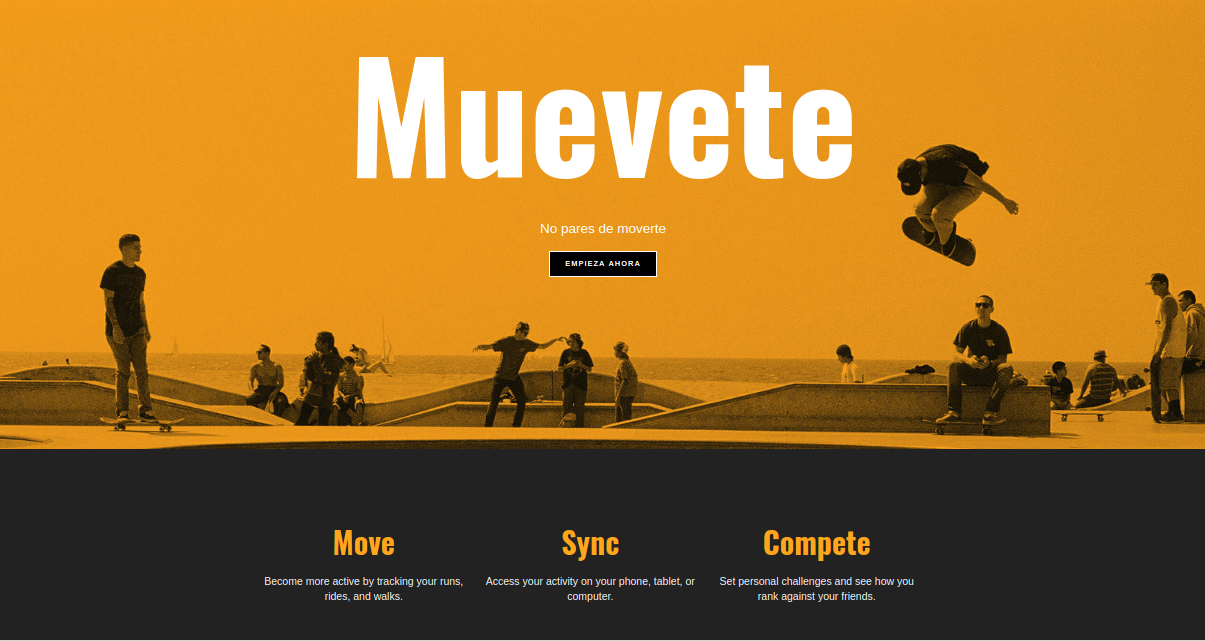 Muevete
No pares de moverte
EMPIEZA AHORA
Move
Become more active by tracking your runs,
rides, and walks.
Sync
Access your activity on your phone, tablet, or
computer.
Compete
Set personal challenges and see how you
rank against your friends.